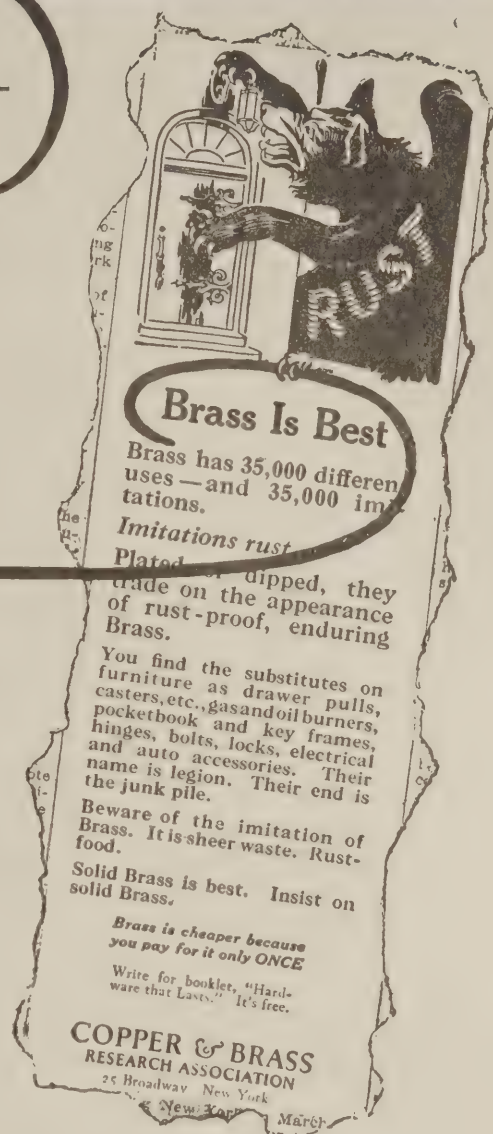 RUST
Brass Is Best
Brass has 35,000 differen
uses — and 35,000 imi-
tations.
Imitations rust
Plated or dipped, they
trade on the appearance
of rust-proof, enduring
Brass.
You find the substitutes on
furniture as drawer pulls,
casters, etc., gas and oil burners,
pocketbook and key frames,
hinges, bolts, locks, electrical
and auto accessories. Their
name is legion. Their end is
the junk pile.
Beware of the imitation of
Brass. It is sheer waste. Rust-
food.
Solid Brass is best. Insist on
solid Brass.
Brass is cheaper because
you pay for it only ONCE
Write for booklet, "Hard-
ware that Lasts." It's free.
COPPER & BRASS
RESEARCH ASSOCIATION
25 Broadway New York
New York March